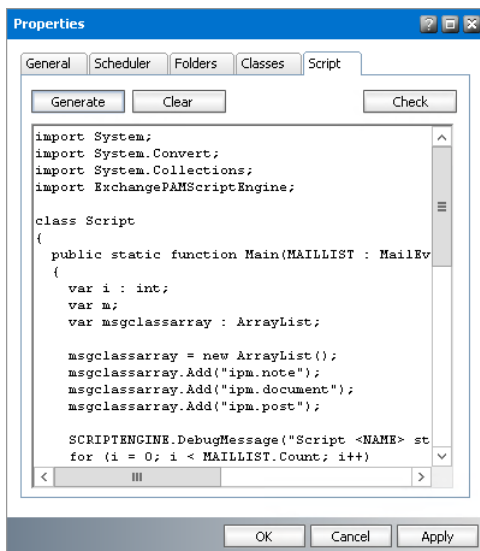 Properties
General Scheduler Folders Classes Script
Generate Clear Check
import System;
import System.Convert;
import System.Collections;
import ExchangePAMScriptEngine;
class Script
{
public static function Main(MAILLIST : MailEv
{
var i : int;
var m;
var msgclassarray : ArrayList;
msgclassarray = new ArrayList();
msgclassarray.Add("ipm.note");
msgclassarray.Add("ipm.document");
msgclassarray.Add("ipm.post");
SCRIPTENGINE.DebugMessage("Script <NAME> st
for (i = 0; i < MAILLIST.Count; i++)
OK Cancel Apply